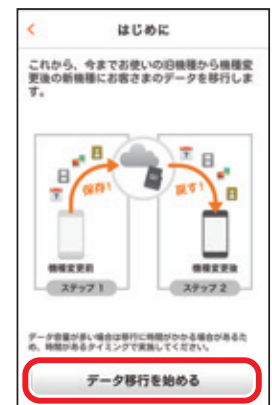 はじめに
これから、今までお使いの旧機種から機種変
更後の新機種にお客さまのデータを移行しま
す。
保存!
戻す!
機種変更前
機種変更後
ステップ 1
ステップ 2
データ容量が多い場合は移行に時間がかかる場合があるた
め、時間があるタイミングで実施してください。
データ移行を始める